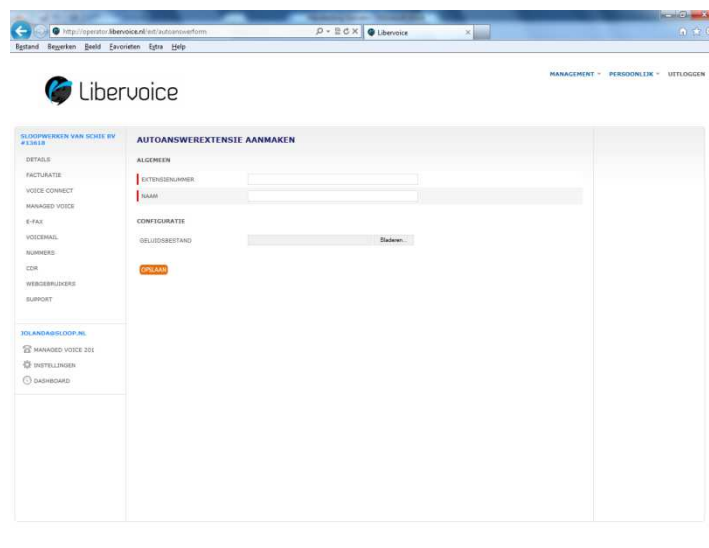 http://operator.libervoice.nl/ext/autoanswerform
Libervoice
Bestand Bewerken Beeld Favorieten Extra Help
Libervoice
MANAGEMENT PERSOONLIJK UITLOGGEN
SLOOPWERKEN VAN SCHIE BV
#13618
DETAILS
FACTURATIE
VOICE CONNECT
MANAGED VOICE
E-FAX
VOICEMAIL
NUMMERS
CDR
WEBGEBRUIKERS
SUPPORT
JOLANDA@SLOOP.NL
MANAGED VOICE 201
INSTELLINGEN
DASHBOARD
AUTOANSWEREXTENSIE AANMAKEN
ALGEMEEN
EXTENSIENUMMER
NAAM
CONFIGURATIE
GELUIDSBESTAND
Bladeren...
OPSLAAN